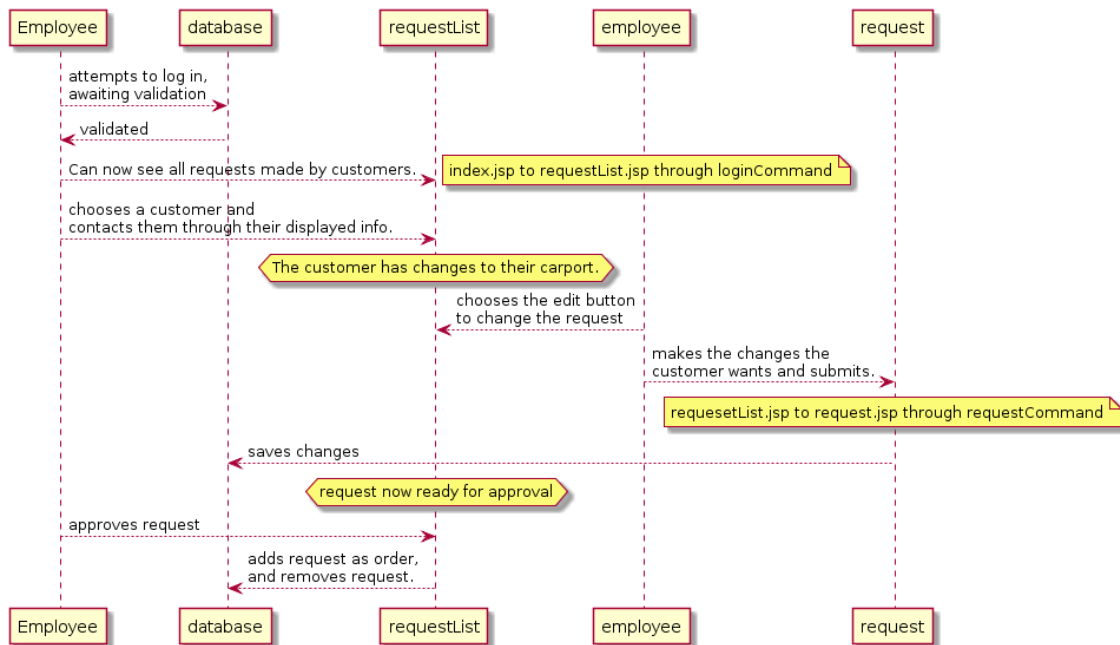 Employee
database
requestList
employee
request
attempts to log in,
awaiting validation
validated
Can now see all requests made by customers.
index.jsp to requestList.jsp through loginCommand
chooses a customer and
contacts them through their displayed info.
The customer has changes to their carport.
chooses the edit button
to change the request
makes the changes the
customer wants and submits.
requesetList.jsp to request.jsp through requestCommand
saves changes
request now ready for approval
approves request
adds request as order,
and removes request.
Employee
database
requestList
employee
request